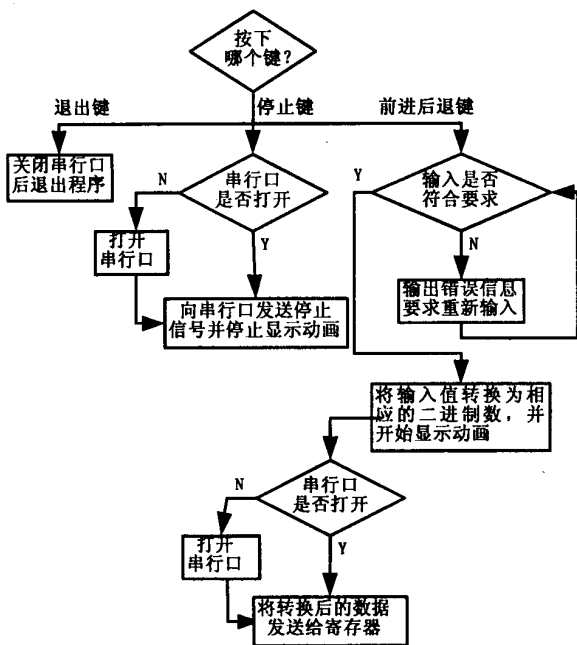 按下
哪个键？
退出键
停止键
前进后退键
关闭串行口
后退出程序
N
串行口
是否打开
Y
输入是否
符合要求
打开
串行口
Y
N
向串行口发送停止
信号并停止显示动画
输出错误信息
要求重新输入
将输入值转换为相
应的二进制数，并
开始显示动画
N
串行口
是否打开
打开
串行口
Y
将转换后的数据
发送给寄存器